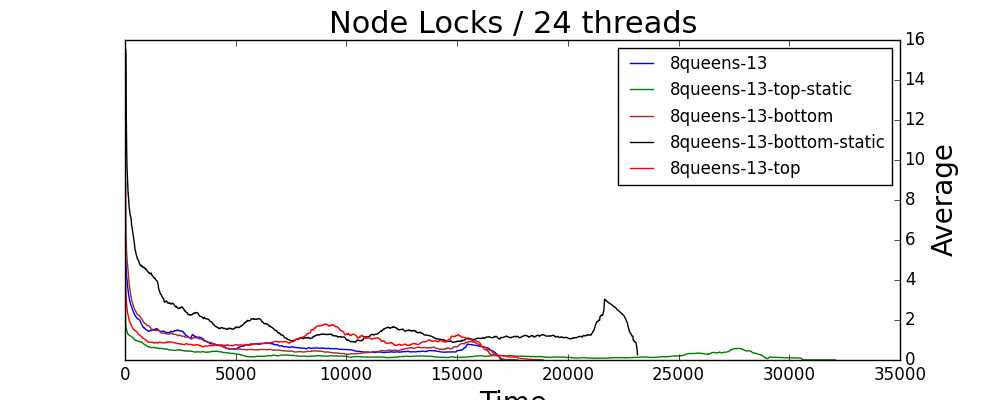 Node Locks / 24 threads
8queens-13
8queens-13-top-static
8queens-13-bottom
8queens-13-bottom-static
8queens-13-top
16
14
12
10
8
6
4
2
0
Average
0 5000 10000 15000 20000 25000 30000 35000
Time